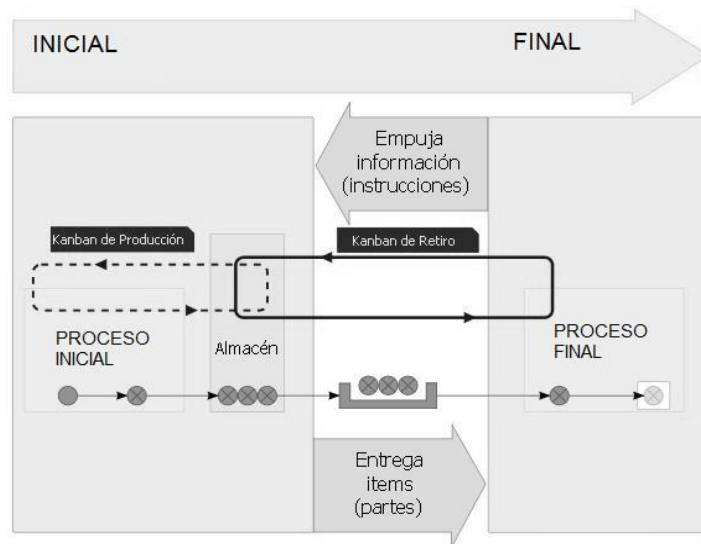 INICIAL
FINAL
Empuja
información
(instrucciones)
Kanban de Producción
Kanban de Retiro
PROCESO
INICIAL
Almacén
PROCESO
FINAL
Entrega
items
(partes)